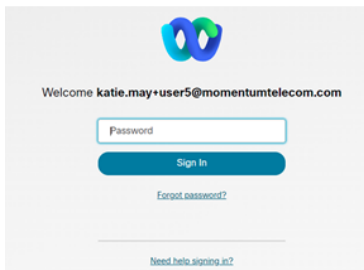 Welcome katie.may+user5@momentumtelecom.com
Password
Sign In
Forgot password?
Need help signing in?